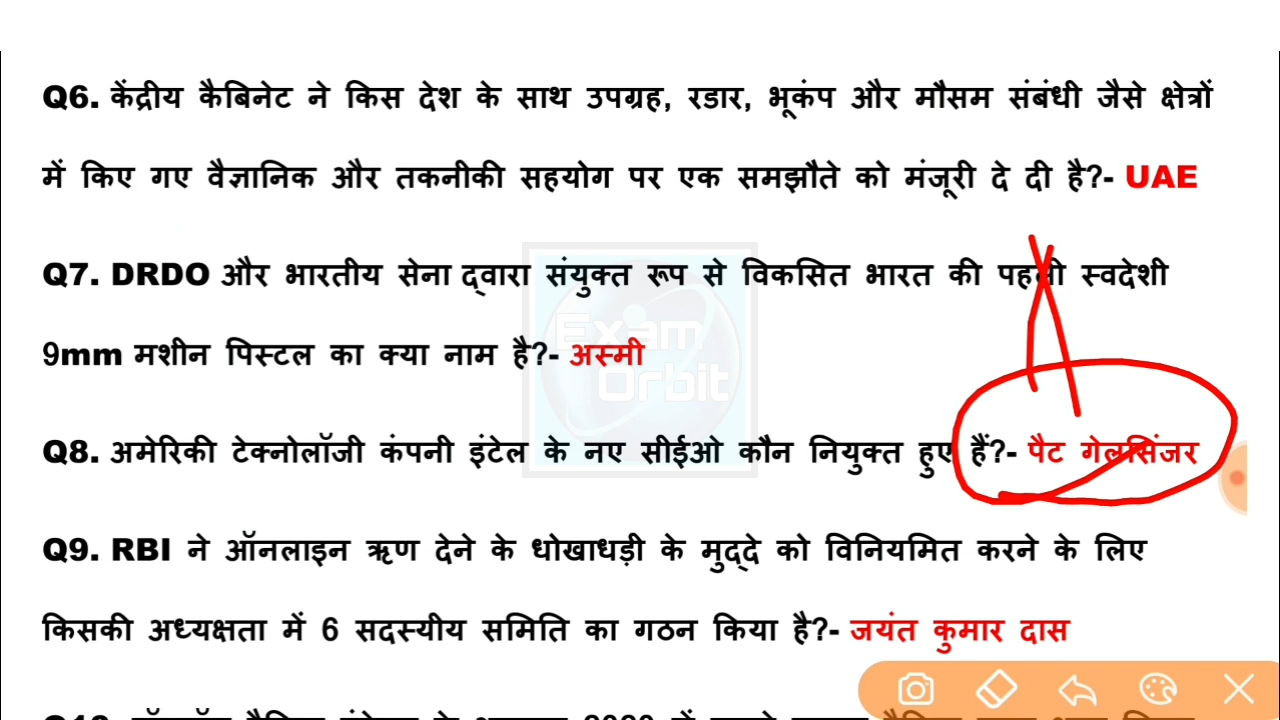 Q6. केंद्रीय कैबिनेट ने किस देश के साथ उपग्रह, रडार, भूकंप और मौसम संबंधी जैसे क्षेत्रों
में किए गए वैज्ञानिक और तकनीकी सहयोग पर एक समझौते को मंजूरी दे दी है?- UAE
Q7. DRDO और भारतीय सेना द्वारा संयुक्त रूप से विकसित भारत की पहली स्वदेशी
9mm मशीन पिस्टल का क्या नाम है?- अस्मी
Exam
Orbit
Q8. अमेरिकी टेक्नोलॉजी कंपनी इंटेल के नए सीईओ कौन नियुक्त हुए हैं?- पैट गेलसिंजर
Q9. RBI ने ऑनलाइन ऋण देने के धोखाधड़ी के मुद्दे को विनियमित करने के लिए
किसकी अध्यक्षता में 6 सदस्यीय समिति का गठन किया है?- जयंत कुमार दास